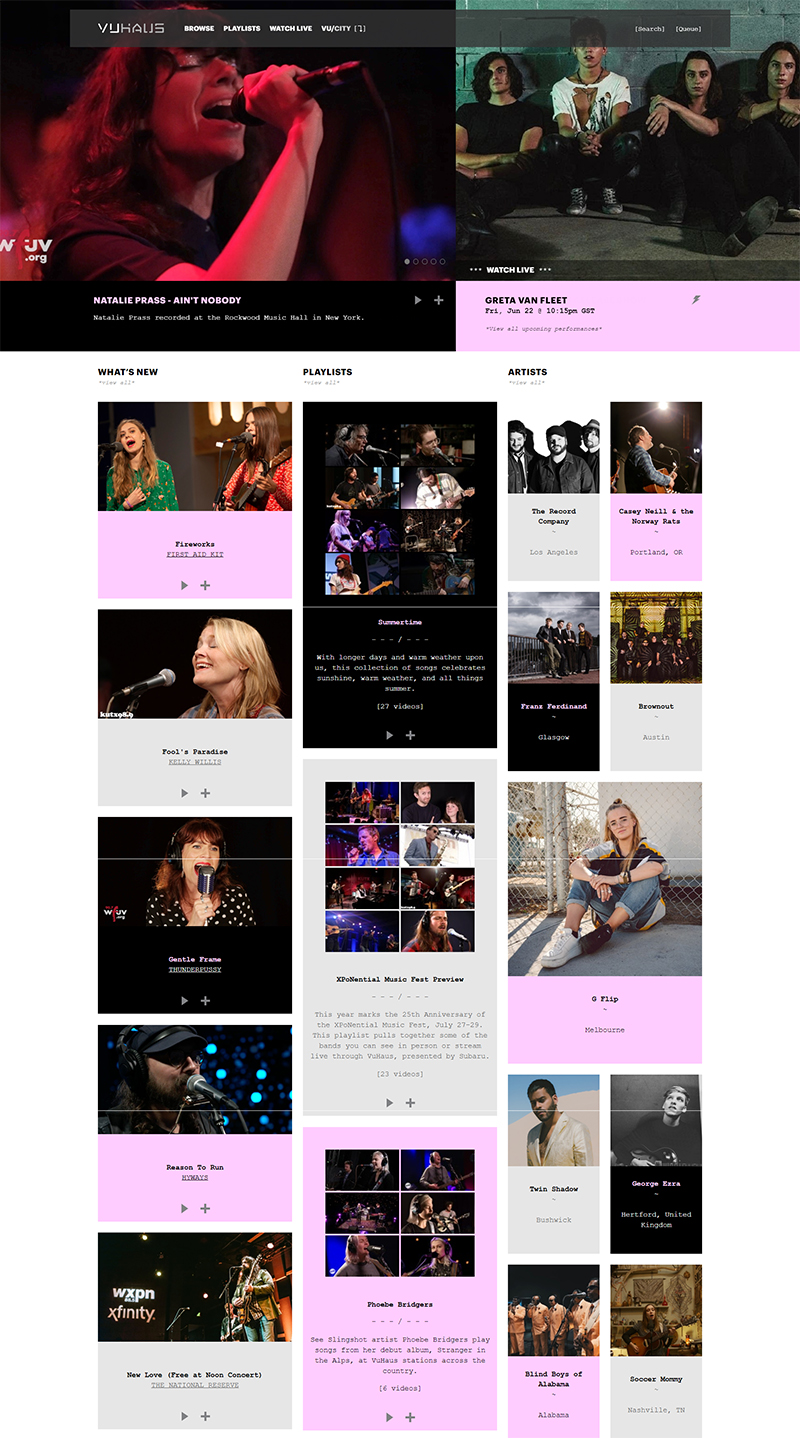 VUHAUS BROWSE PLAYLISTS WATCH LIVE VU/CITY [ ] [Search] [Queue]
WFUV
.org
*** WATCH LIVE ***
NATALIE PRASS - AIN'T NOBODY
Natalie Prass recorded at the Rockwood Music Hall in New York.
GRETA VAN FLEET
Fri, Jun 22 @ 10:15pm GST
*View all upcoming performances*
WHAT'S NEW
*view all*
Fireworks
FIRST AID KIT
kutx98.9
Fool's Paradise
KELLY WILLIS
wfuv
.org
Gentle Frame
THUNDERPUSSY
Reason To Run
HYWAYS
wxpn
88.5
xfinity
New Love (Free at Noon Concert)
THE NATIONAL RESERVE
PLAYLISTS
*view all*
Summertime
- - - / - - -
With longer days and warm weather upon
us, this collection of songs celebrates
sunshine, warm weather, and all things
summer.
[27 videos]
XPoNential Music Fest Preview
- - - / - - -
This year marks the 25th Anniversary of
the XPoNential Music Fest, July 27-29.
This playlist pulls together some of the
bands you can see in person or stream
live through VuHaus, presented by Subaru.
[23 videos]
Phoebe Bridgers
- - - / - - -
See Slingshot artist Phoebe Bridgers play
songs from her debut album, Stranger in
the Alps, at VuHaus stations across the
country.
[6 videos]
ARTISTS
*view all*
The Record
Company
~
Los Angeles
Casey Neill & the
Norway Rats
~
Portland, OR
Franz Ferdinand
~
Glasgow
Brownout
~
Austin
G Flip
~
Melbourne
Twin Shadow
~
Bushwick
George Ezra
~
Hertford, United
Kingdom
Blind Boys of
Alabama
~
Alabama
Soccer Mommy
~
Nashville, TN